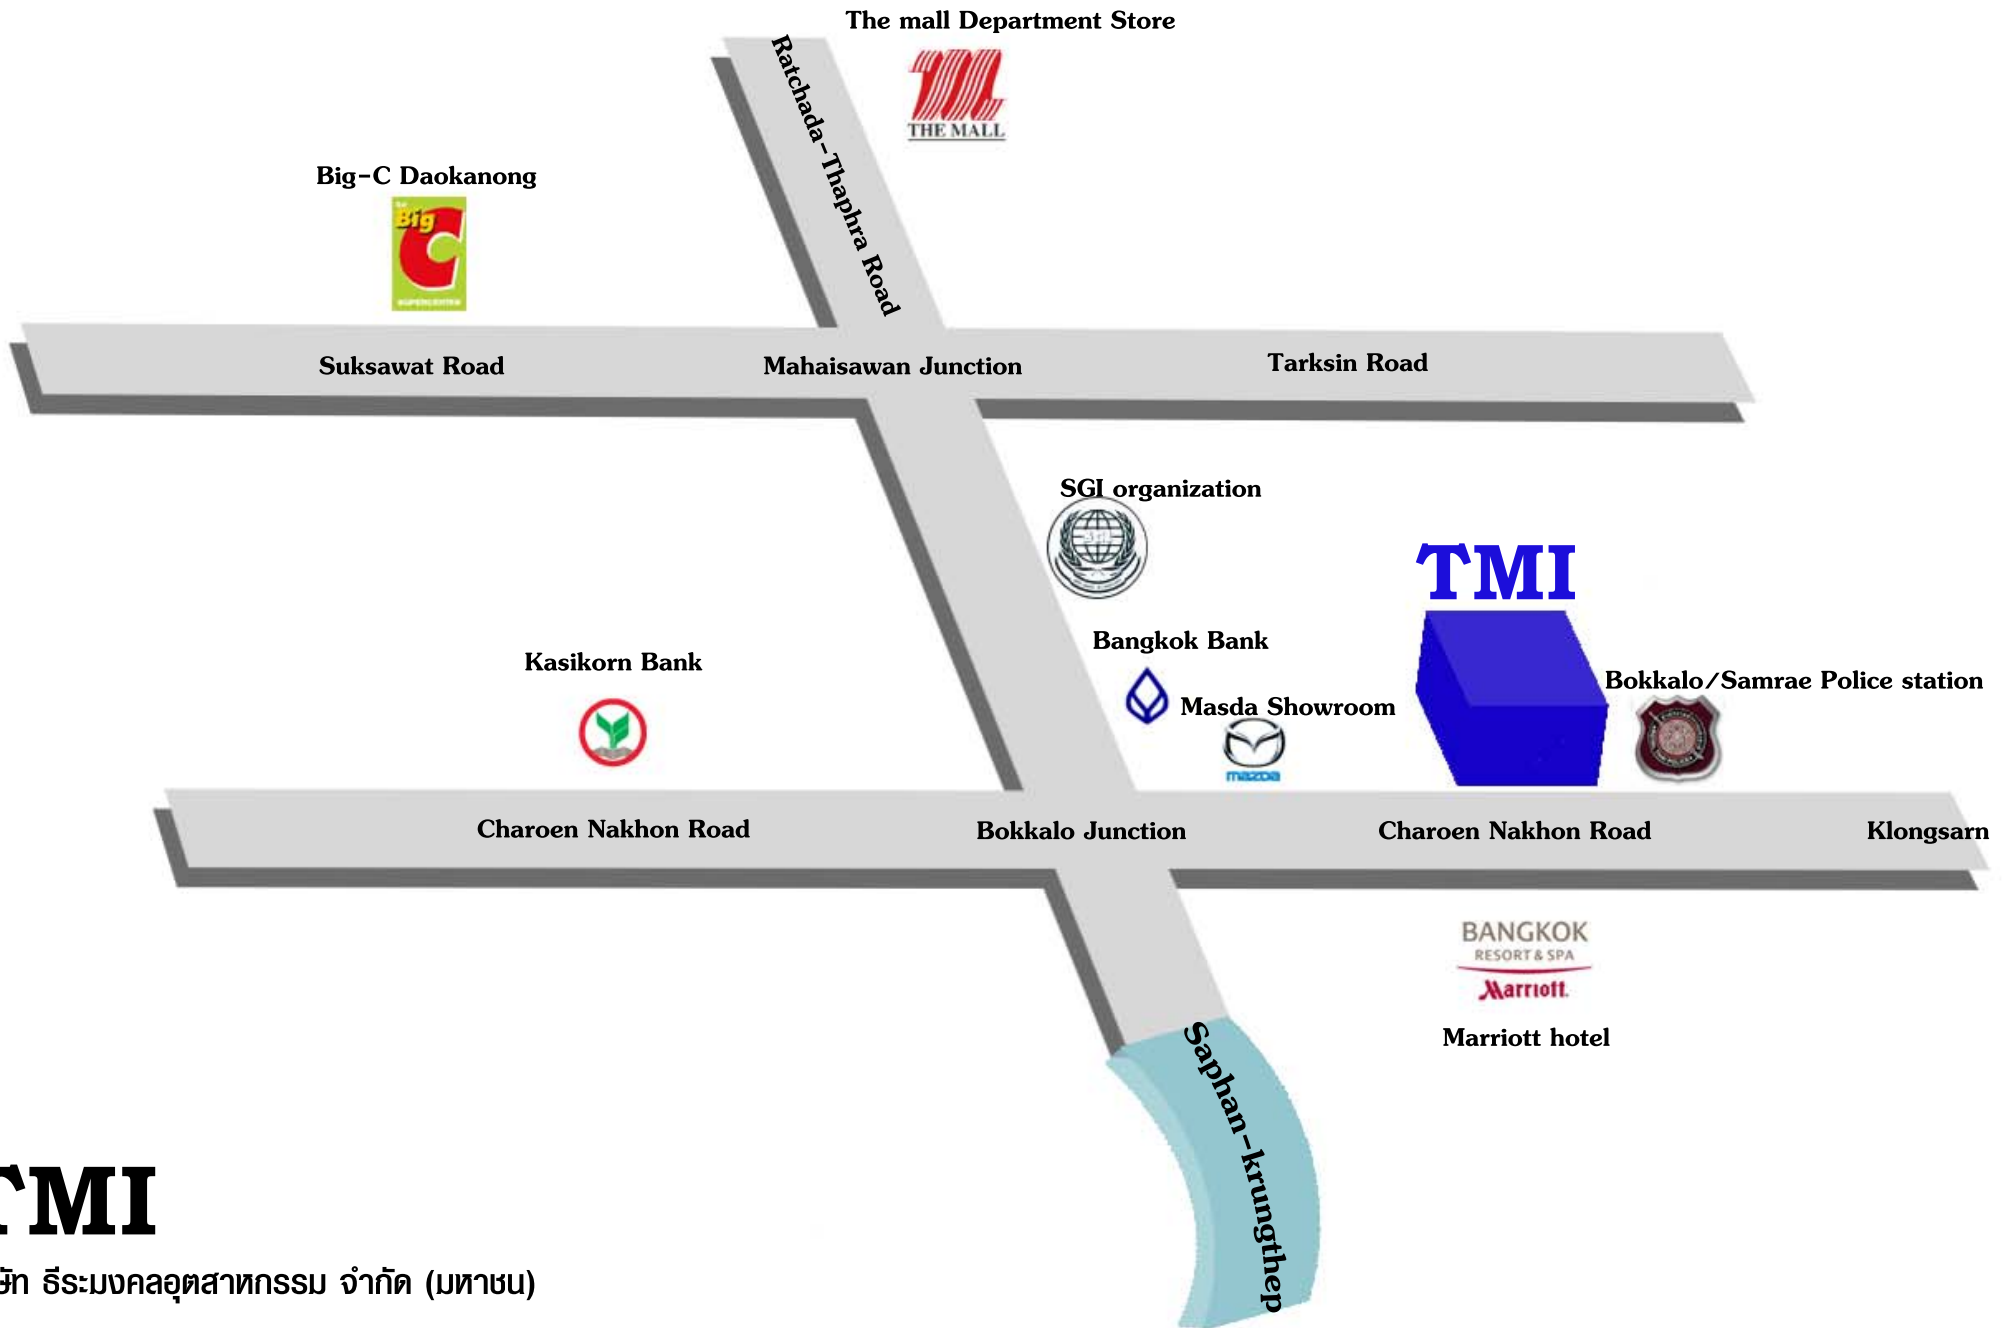 The mall Department Store
THE MALL
Ratchada-Thaphra Road
Big-C Daokanong
Big
C
SUPERCENTER
Suksawat Road
Mahaisawan Junction
Tarksin Road
SGI organization
TMI
Bangkok Bank
Kasikorn Bank
Bokkalo/Samrae Police station
Masda Showroom
mazda
Charoen Nakhon Road
Bokkalo Junction
Charoen Nakhon Road
Klongsarn
BANGKOK
RESORT & SPA
Marriott.
Marriott hotel
Saphan-krungthep
TMI
ธีระมงคลอุตสาหกรรม จำกัด (มหาชน)